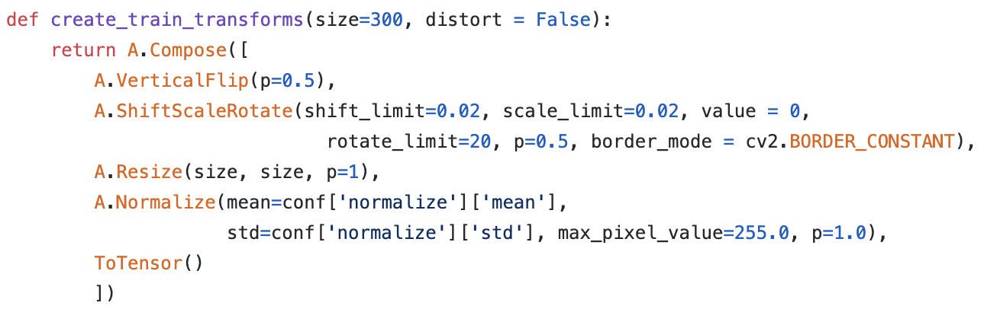 def create_train_transforms(size=300, distort = False):
    return A.Compose([
        A.VerticalFlip(p=0.5),
        A.ShiftScaleRotate(shift_limit=0.02, scale_limit=0.02, value = 0,
                             rotate_limit=20, p=0.5, border_mode = cv2.BORDER_CONSTANT),
        A.Resize(size, size, p=1),
        A.Normalize(mean=conf['normalize']['mean'],
                    std=conf['normalize']['std'], max_pixel_value=255.0, p=1.0),
        ToTensor()
        ])